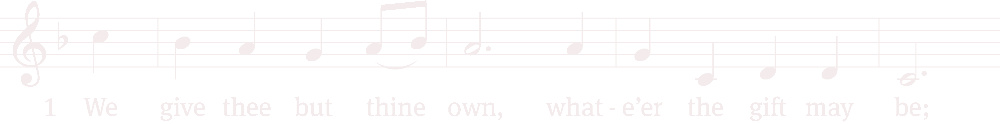 1 We give thee but thine own, what - e’er the gift may be;